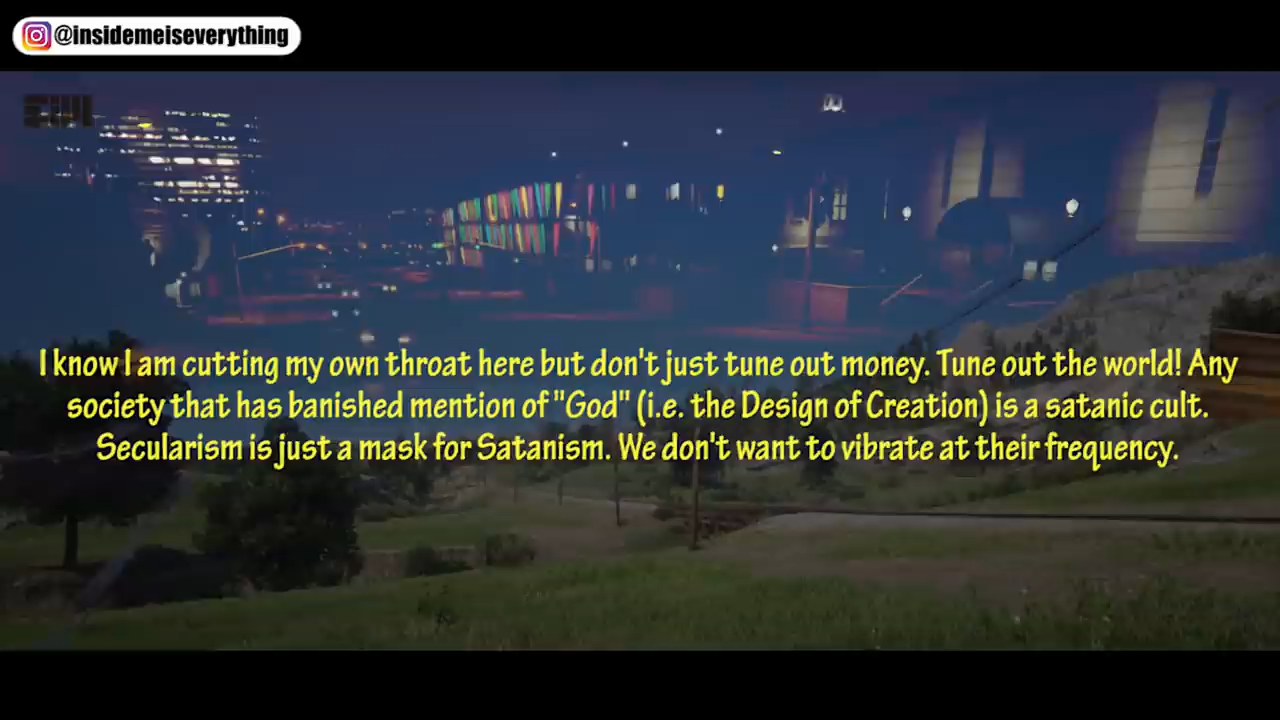 @insidemeiseverything
I know I am cutting my own throat here but don't just tune out money. Tune out the world! Any
society that has banished mention of "God" (i.e. the Design of Creation) is a satanic cult.
Secularism is just a mask for Satanism. We don't want to vibrate at their frequency.